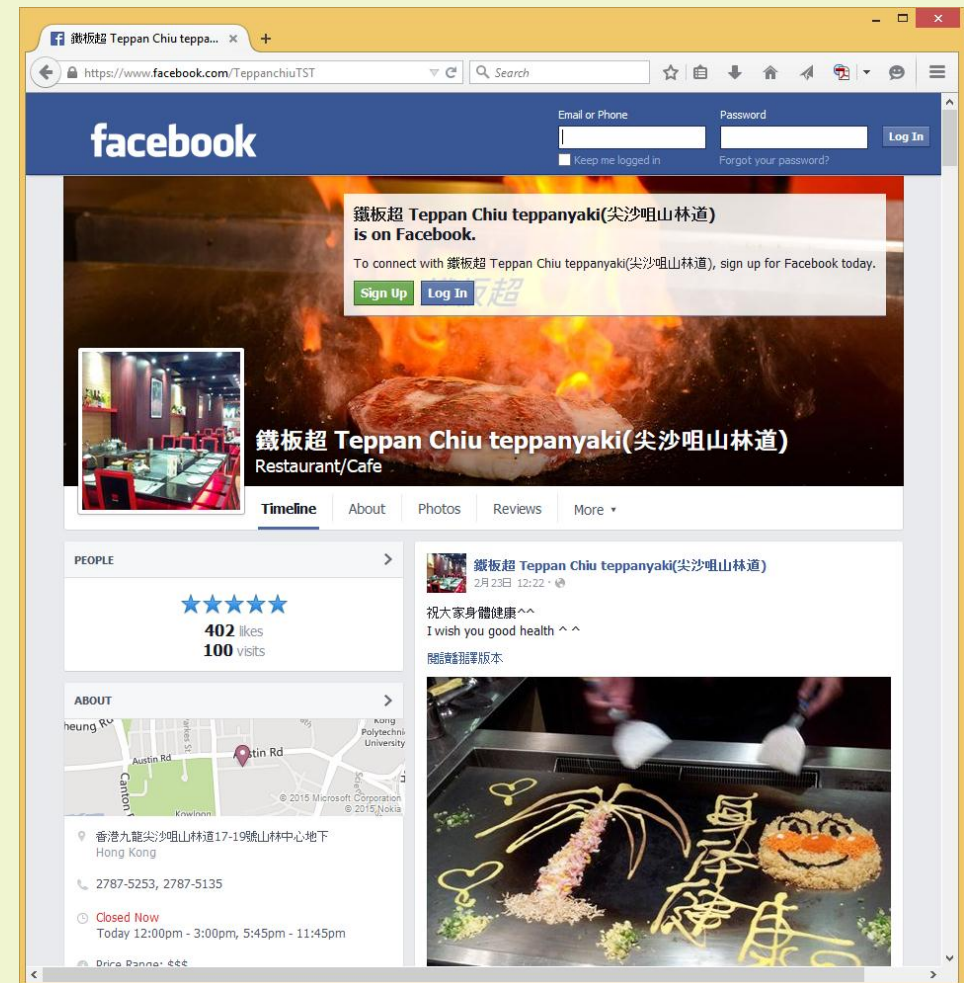 鐵板超 Teppan Chiu teppa...
https://www.facebook.com/TeppanchiuTST
Search
facebook
Email or Phone
Password
Log In
Keep me logged in
Forgot your password?
鐵板超 Teppan Chiu teppanyaki(尖沙咀山林道)
is on Facebook.
To connect with 鐵板超 Teppan Chiu teppanyaki(尖沙咀山林道), sign up for Facebook today.
Sign Up
Log In
鐵板超 Teppan Chiu teppanyaki(尖沙咀山林道)
Restaurant/Cafe
Timeline About Photos Reviews More
PEOPLE
402 likes
100 visits
ABOUT
Austin Rd
Austin Rd
Canton
Kowloon
Kong
Polytechni
University
© 2015 Microsoft Corporation
© 2015 Nokia
香港九龍尖沙咀山林道17-19號山林中心地下
Hong Kong
2787-5253, 2787-5135
Closed Now
Today 12:00pm - 3:00pm, 5:45pm - 11:45pm
Price Range: $$$
鐵板超 Teppan Chiu teppanyaki(尖沙咀山林道)
2月23日 12:22
祝大家身體健康^^
I wish you good health ^ ^
閱讀翻譯版本
身體健康